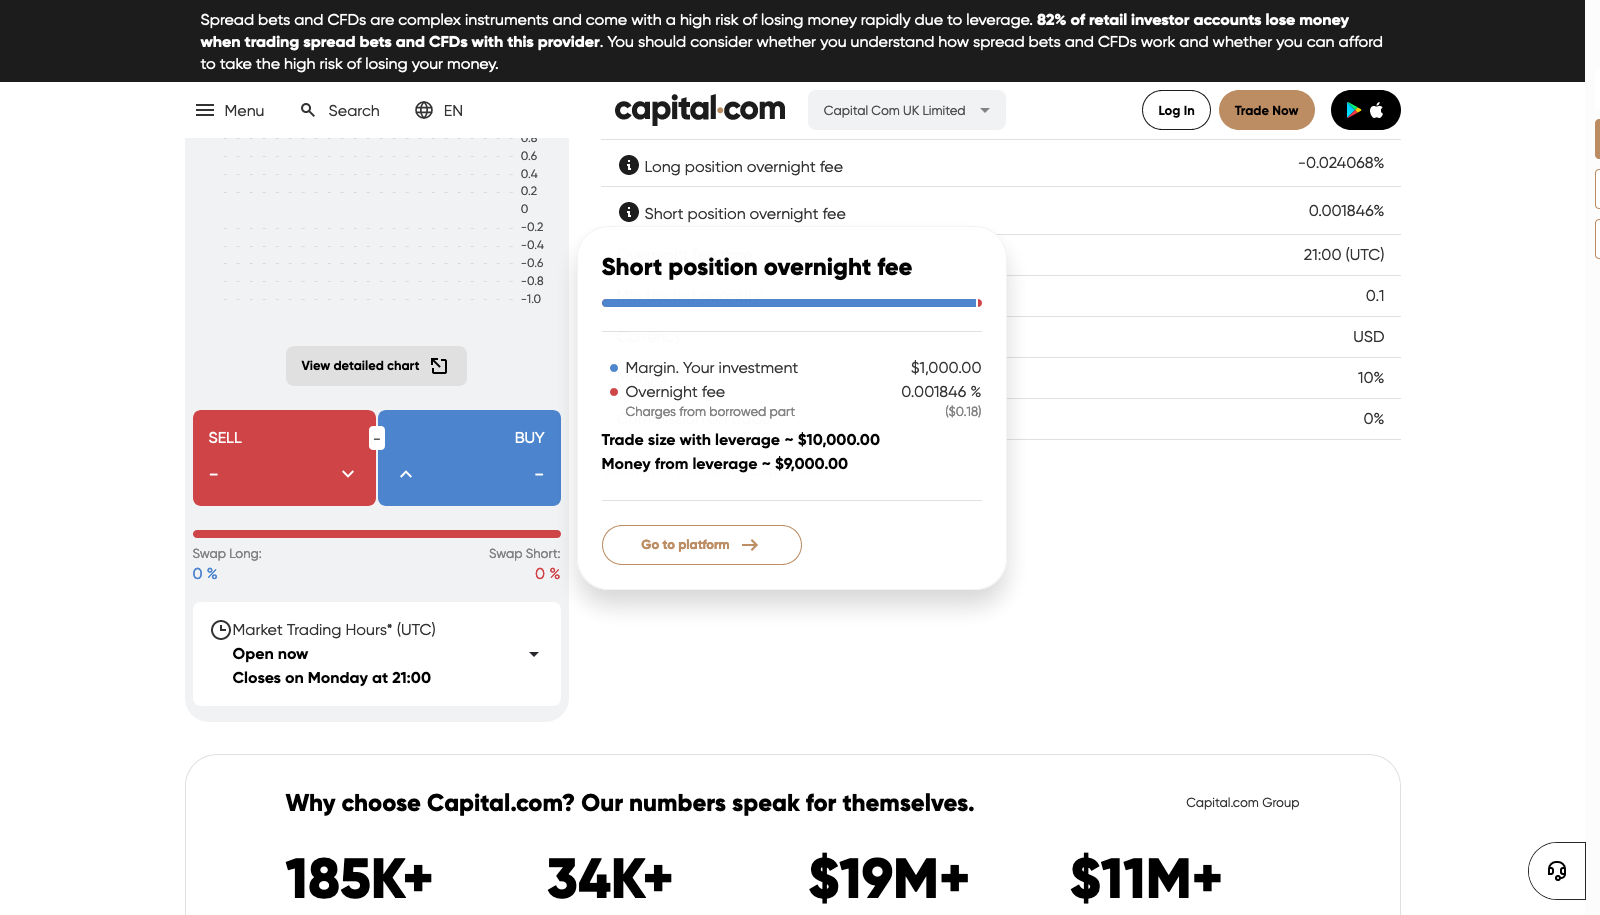 Spread bets and CFDs are complex instruments and come with a high risk of losing money rapidly due to leverage. 82% of retail investor accounts lose money
when trading spread bets and CFDs with this provider. You should consider whether you understand how spread bets and CFDs work and whether you can afford
to take the high risk of losing your money.
Menu Search EN capital.com Capital Com UK Limited Log In Trade Now
0.8
0.6
0.4
0.2
0
-0.2
-0.4
-0.6
-0.8
-1.0
View detailed chart
SELL - BUY
- -
Swap Long: Swap Short:
0 % 0 %
Market Trading Hours* (UTC)
Open now
Closes on Monday at 21:00
Long position overnight fee -0.024068%
Short position overnight fee 0.001846%
21:00 (UTC)
0.1
USD
10%
0%
Short position overnight fee
Margin. Your investment $1,000.00
Overnight fee 0.001846 %
Charges from borrowed part ($0.18)
Trade size with leverage ~ $10,000.00
Money from leverage ~ $9,000.00
Go to platform
Why choose Capital.com? Our numbers speak for themselves. Capital.com Group
185K+ 34K+ $19M+ $11M+